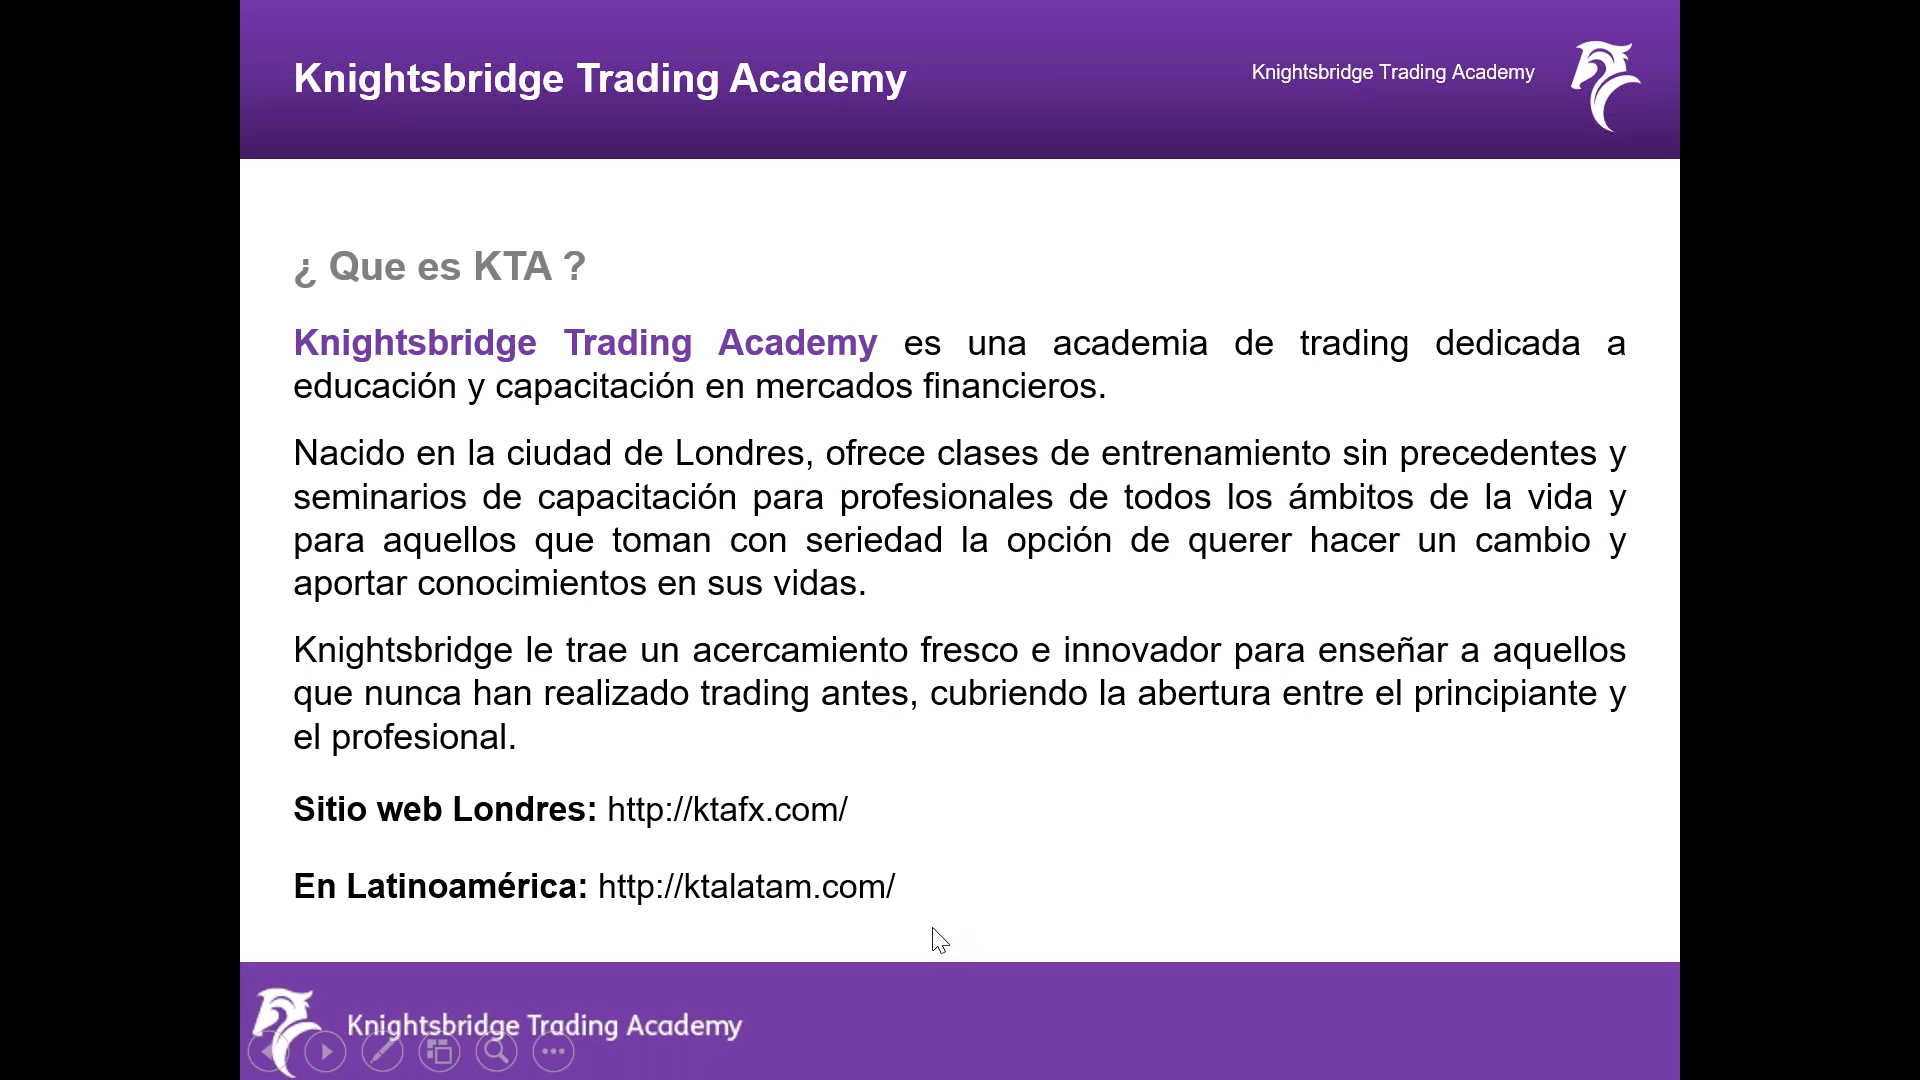 Knightsbridge Trading Academy
Knightsbridge Trading Academy
¿ Que es KTA ?
Knightsbridge Trading Academy es una academia de trading dedicada a
educación y capacitación en mercados financieros.
Nacido en la ciudad de Londres, ofrece clases de entrenamiento sin precedentes y
seminarios de capacitación para profesionales de todos los ámbitos de la vida y
para aquellos que toman con seriedad la opción de querer hacer un cambio y
aportar conocimientos en sus vidas.
Knightsbridge le trae un acercamiento fresco e innovador para enseñar a aquellos
que nunca han realizado trading antes, cubriendo la abertura entre el principiante y
el profesional.
Sitio web Londres: http://ktafx.com/
En Latinoamérica: http://ktalatam.com/
Knightsbridge Trading Academy